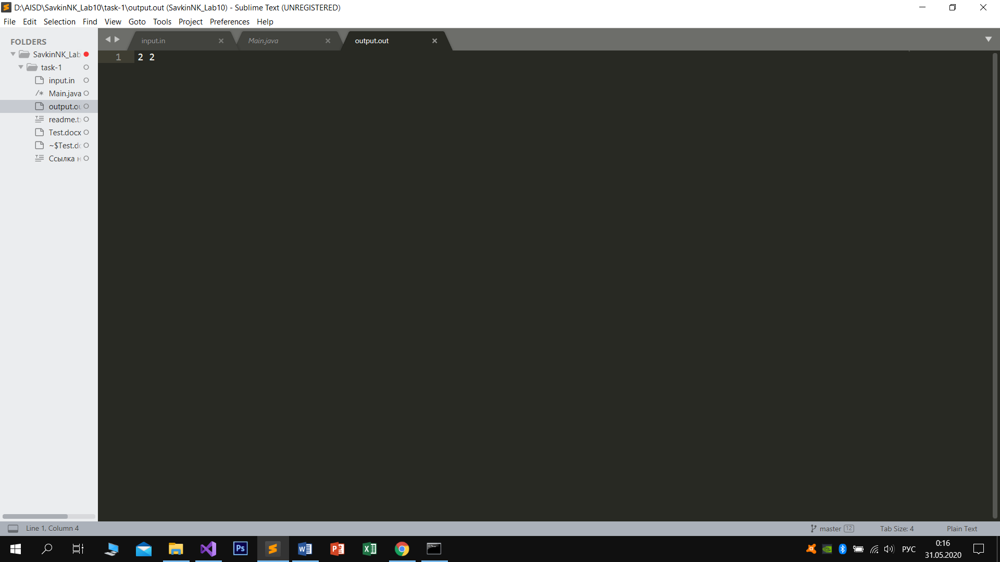 D:\AISD\SavkinNK_Lab10\task-1\output.out (SavkinNK_Lab10) - Sublime Text (UNREGISTERED)
File Edit Selection Find View Goto Tools Project Preferences Help
FOLDERS
SavkinNK_Lab
task-1
input.in
Main.java
output.ou
readme.t
Test.docx
~$Test.do
Ссылка н
input.in
Main.java
output.out
1 2 2
Line 1, Column 4
master 12
Tab Size: 4
Plain Text
Ps
РУС
0:16
31.05.2020